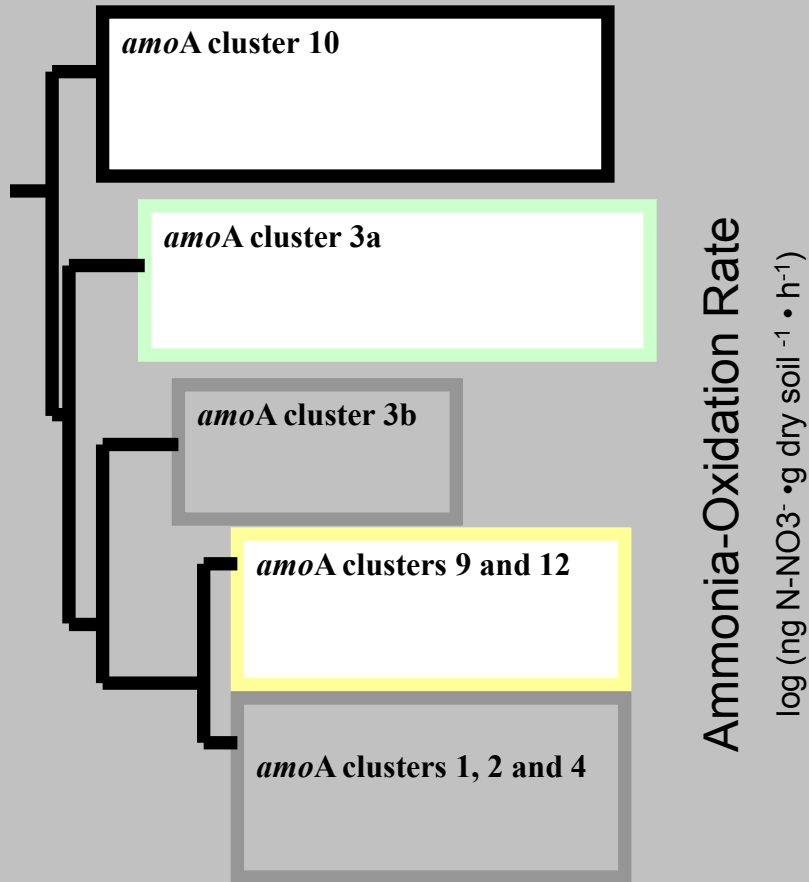 amoA cluster 10
amoA cluster 3a
amoA cluster 3b
amoA clusters 9 and 12
amoA clusters 1, 2 and 4
Ammonia-Oxidation Rate
log (ng N-NO3- •g dry soil -1 • h-1)